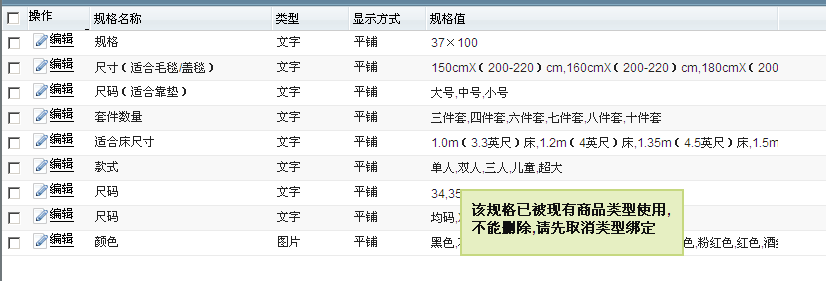 操作 规格名称 类型 显示方式 规格值
编辑 规格 文字 平铺 37×100
编辑 尺寸(适合毛毯/盖毯) 文字 平铺 150cmX(200-220)cm,160cmX(200-220)cm,180cmX(200
编辑 尺码(适合靠垫) 文字 平铺 大号,中号,小号
编辑 套件数量 文字 平铺 三件套,四件套,六件套,七件套,八件套,十件套
编辑 适合床尺寸 文字 平铺 1.0m(3.3英尺)床,1.2m(4英尺)床,1.35m(4.5英尺)床,1.5m
编辑 款式 文字 平铺 单人,双人,三人,儿童,超大
编辑 尺码 文字 平铺 34,35
编辑 尺码 文字 平铺 均码,
编辑 颜色 图片 平铺 黑色, 色,粉红色,红色,酒
该规格已被现有商品类型使用,
不能删除,请先取消类型绑定